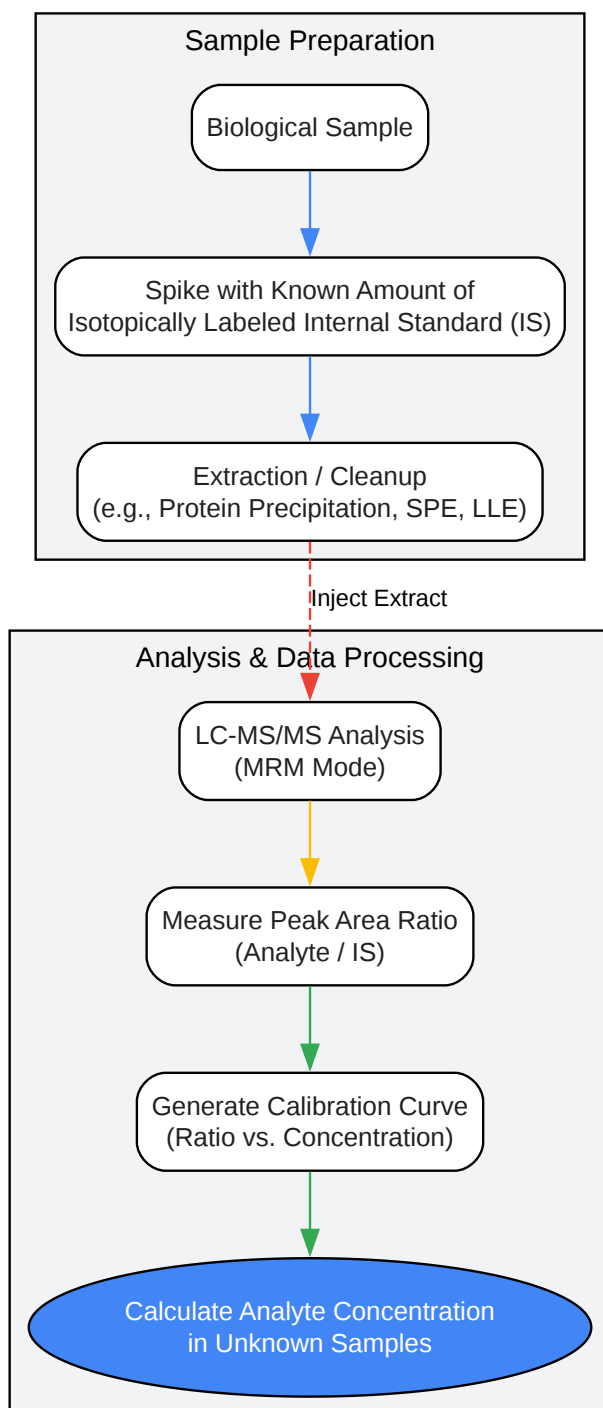 Sample Preparation
Biological Sample
Spike with Known Amount of
Isotopically Labeled Internal Standard (IS)
Extraction / Cleanup
(e.g., Protein Precipitation, SPE, LLE)
Inject Extract
Analysis & Data Processing
LC-MS/MS Analysis
(MRM Mode)
Measure Peak Area Ratio
(Analyte / IS)
Generate Calibration Curve
(Ratio vs. Concentration)
Calculate Analyte Concentration
in Unknown Samples